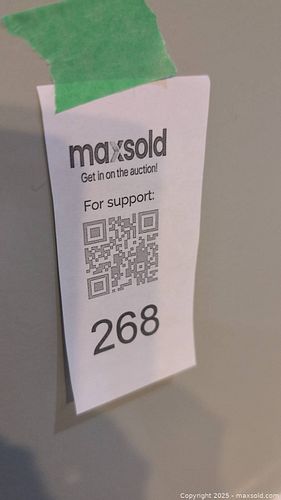 maxsold
Get in on the auction!
For support:
268
Copyright 2025 - maxsold.com